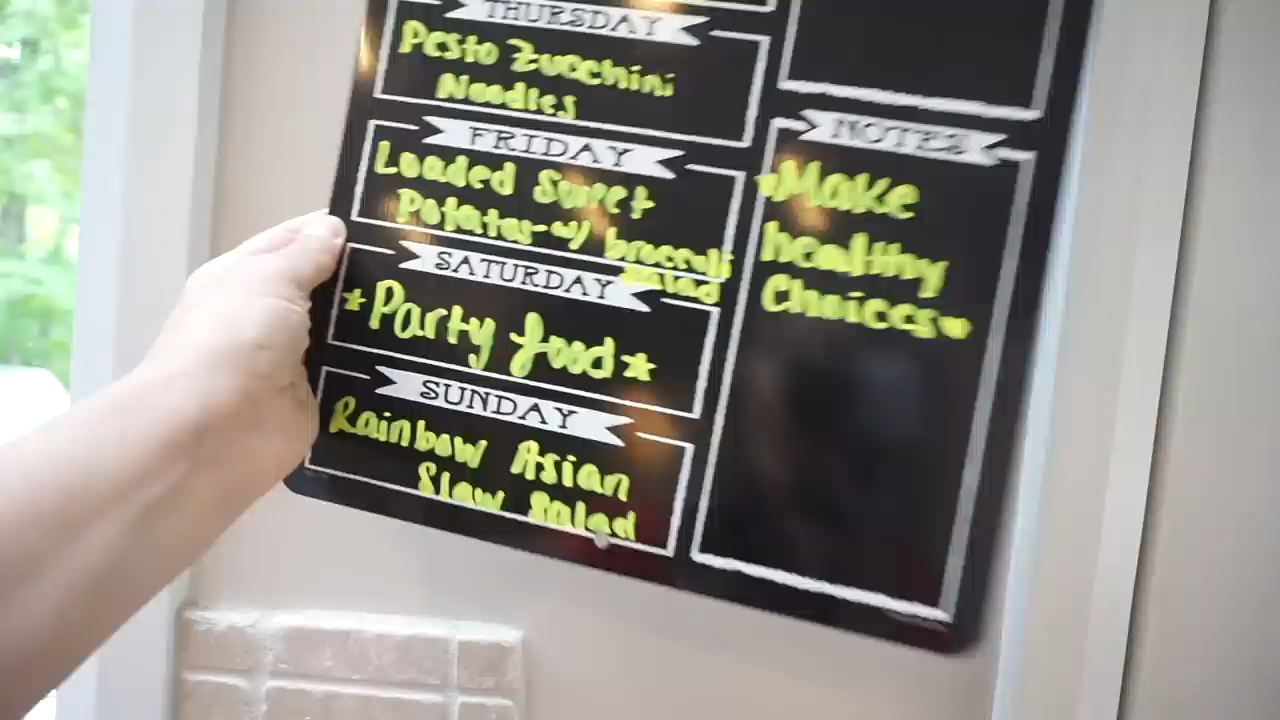 THURSDAY
Pesto Zucchini
Noodles
FRIDAY
Loaded Sweet
Potatos-w/ broccoli
salad
SATURDAY
★Party food★
SUNDAY
Rainbow Asian
Slaw Salad
NOTES
•Make
healthy
Choices•